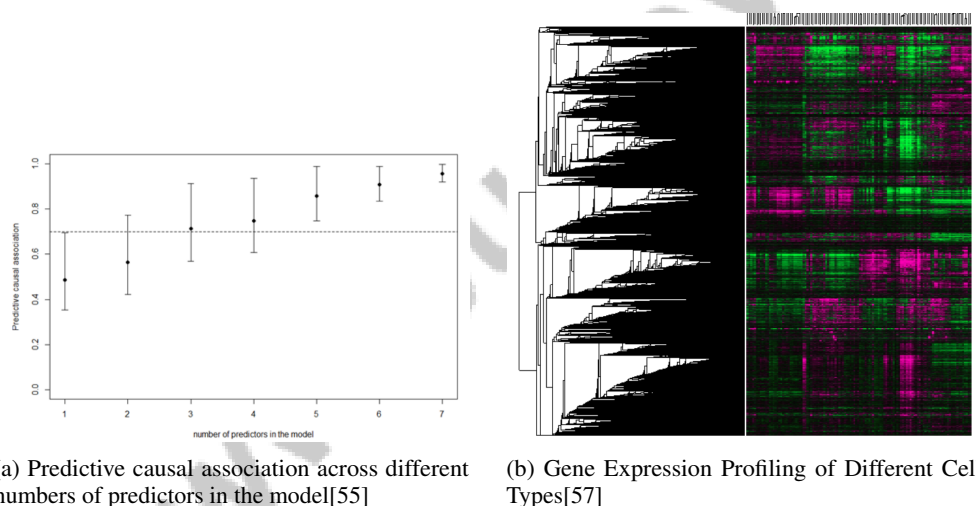 1.0
0.8
0.6
0.4
0.2
0.0
Predictive causal association
1 2 3 4 5 6 7
number of predictors in the model
a) Predictive causal association across different
numbers of predictors in the model[55]
(b) Gene Expression Profiling of Different Cel
Types[57]